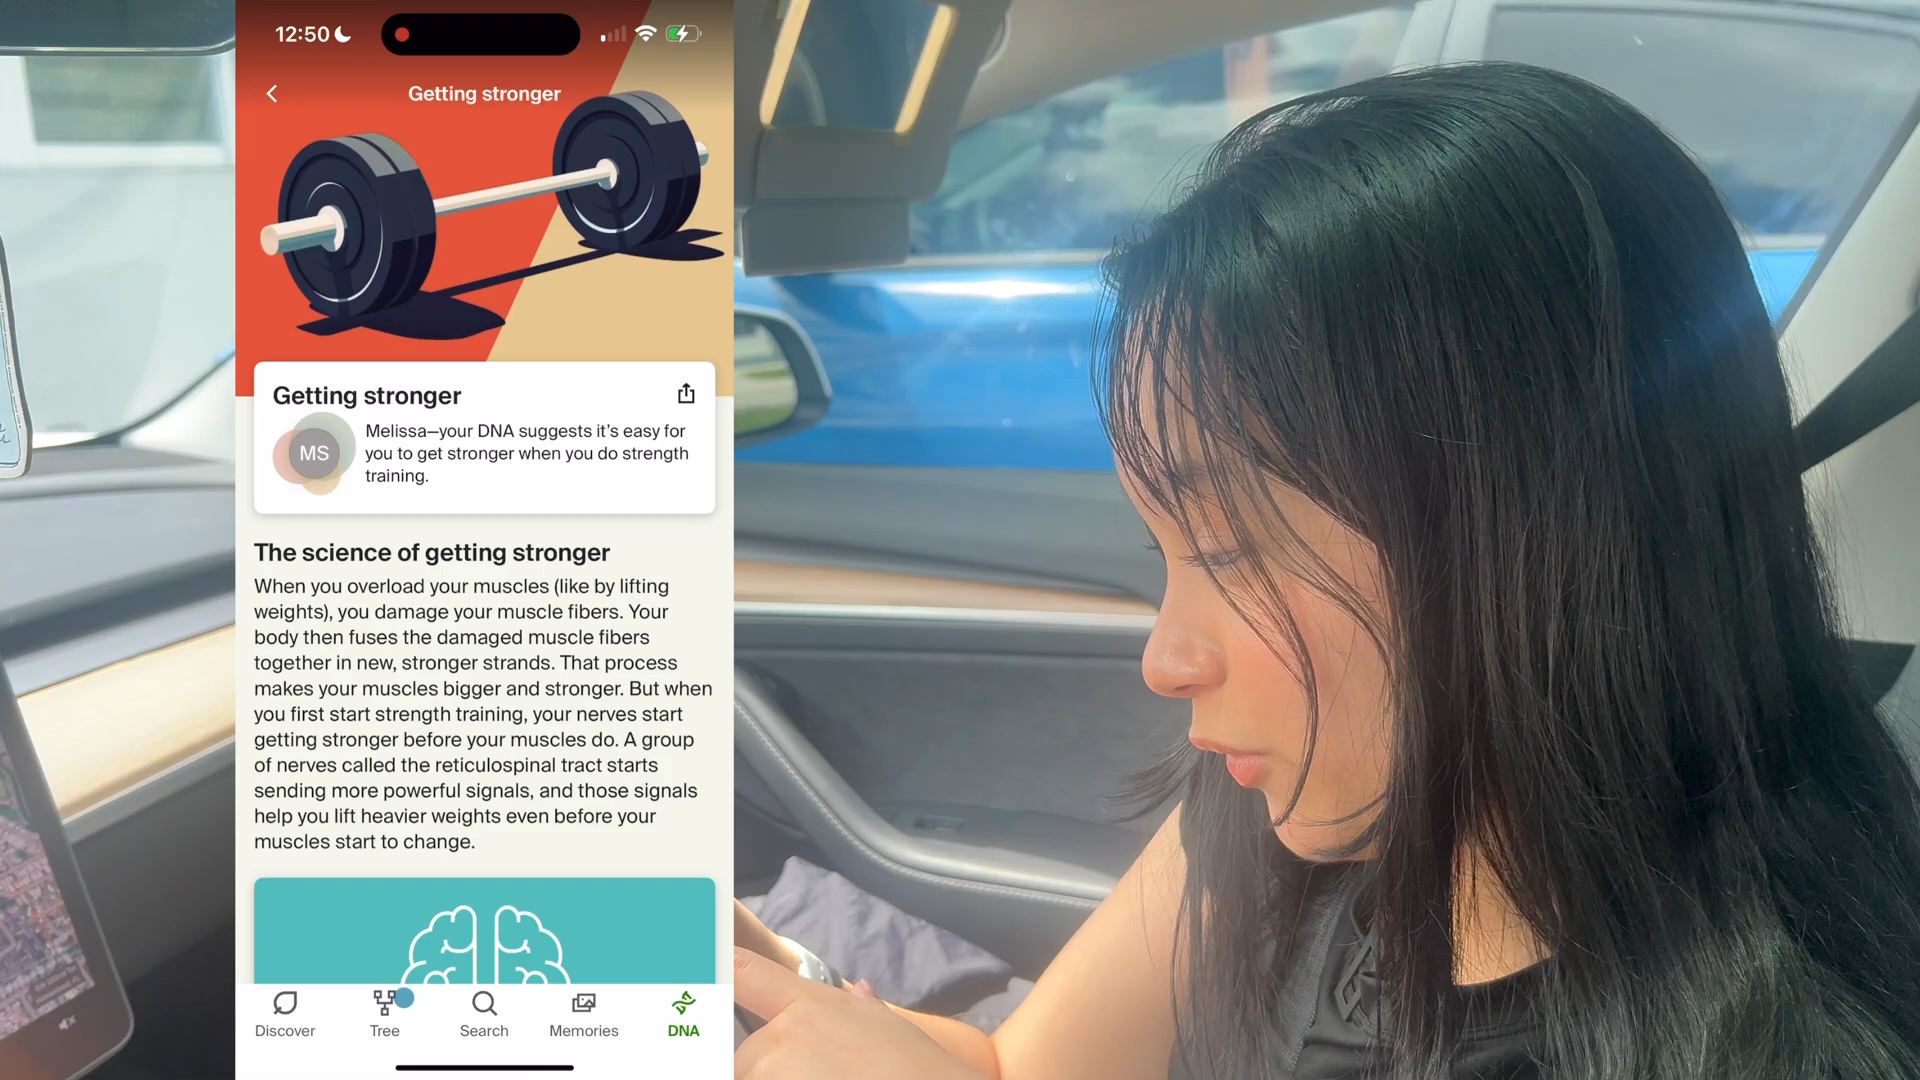 12:50
Getting stronger
Getting stronger
MS
Melissa—your DNA suggests it's easy for
you to get stronger when you do strength
training.
The science of getting stronger
When you overload your muscles (like by lifting
weights), you damage your muscle fibers. Your
body then fuses the damaged muscle fibers
together in new, stronger strands. That process
makes your muscles bigger and stronger. But when
you first start strength training, your nerves start
getting stronger before your muscles do. A group
of nerves called the reticulospinal tract starts
sending more powerful signals, and those signals
help you lift heavier weights even before your
muscles start to change.
Discover
Tree
Search
Memories
DNA